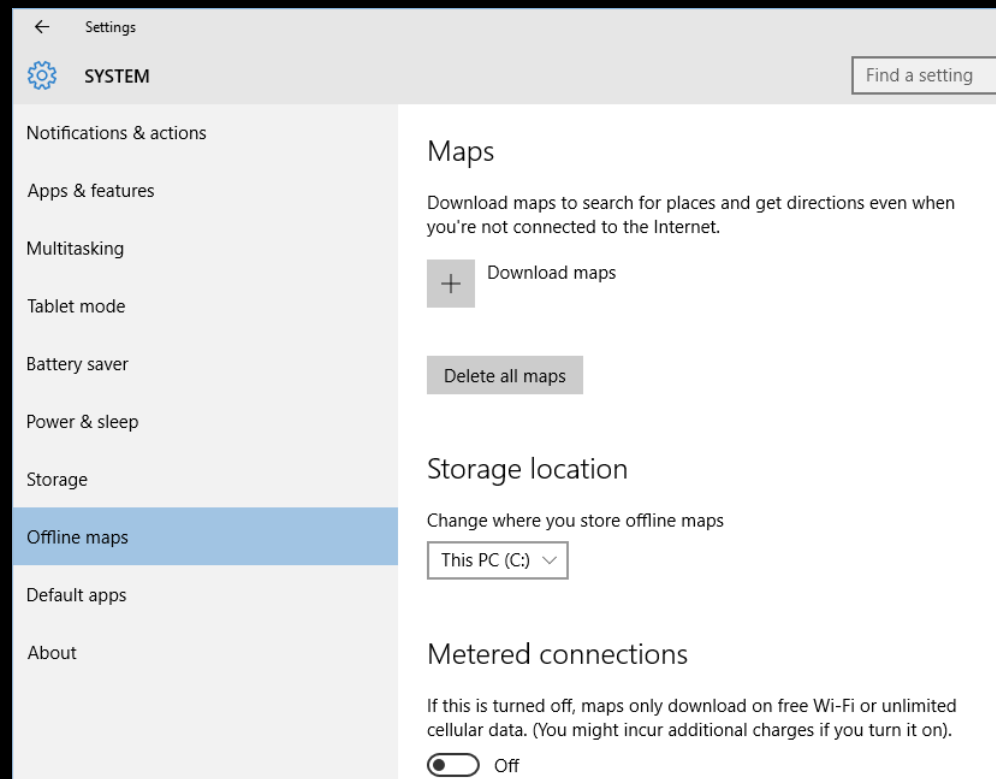 Settings
SYSTEM
Find a setting
Notifications & actions
Apps & features
Multitasking
Tablet mode
Battery saver
Power & sleep
Storage
Offline maps
Default apps
About
Maps
Download maps to search for places and get directions even when
you're not connected to the Internet.
Download maps
Delete all maps
Storage location
Change where you store offline maps
This PC (C:)
Metered connections
If this is turned off, maps only download on free Wi-Fi or unlimited
cellular data. (You might incur additional charges if you turn it on).
Off